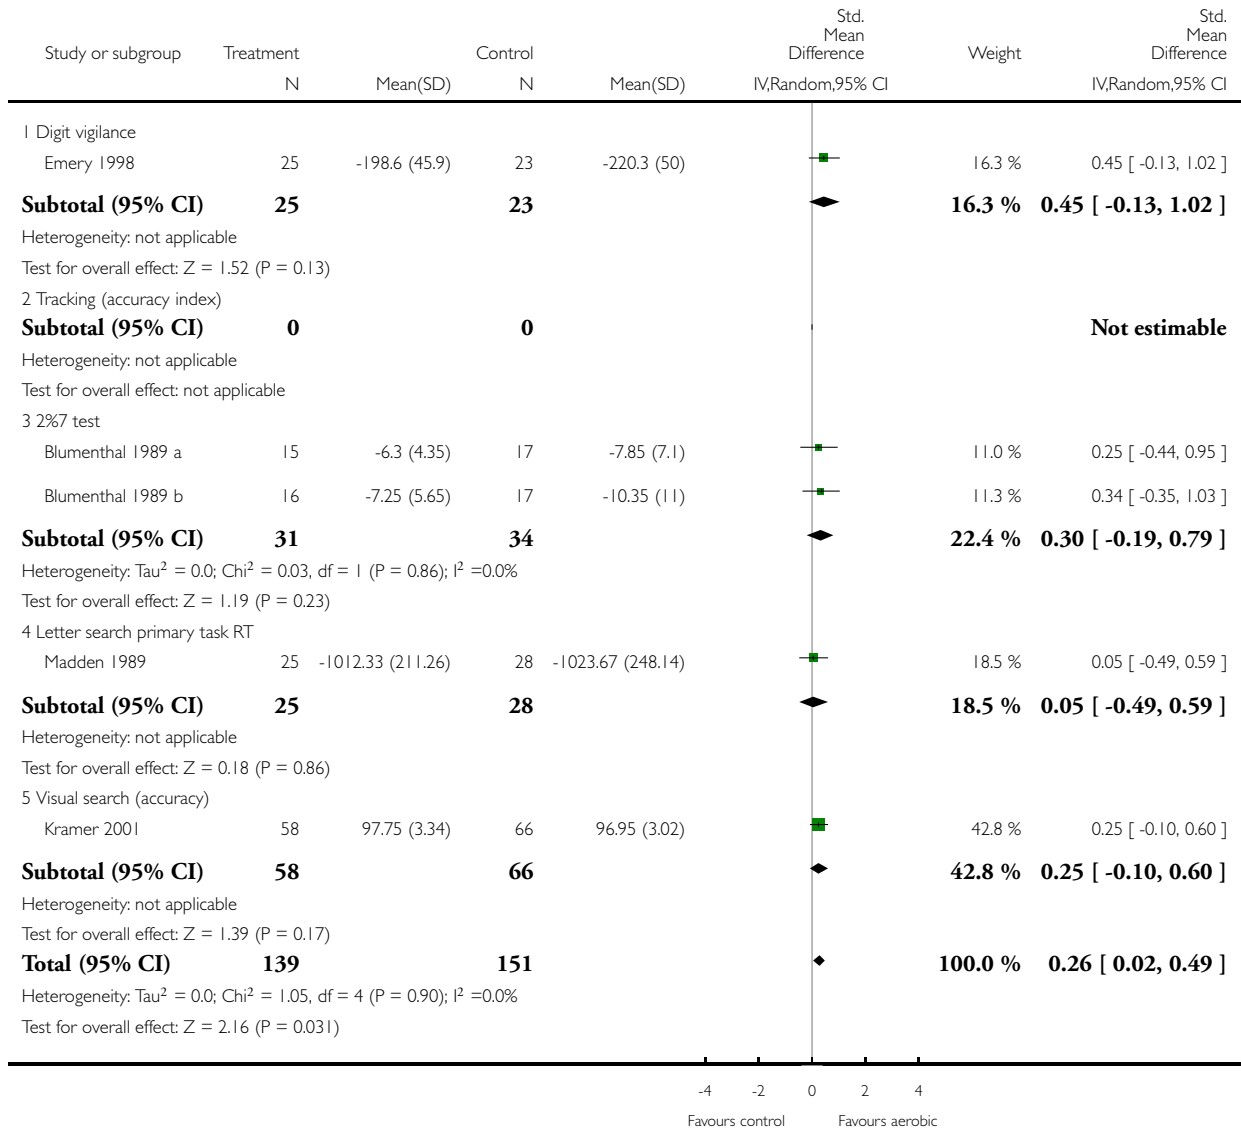 Std. Mean Difference Std. Mean Difference
Study or subgroup Treatment Control Weight
N Mean(SD) N Mean(SD) IV,Random,95% CI IV,Random,95% CI
1 Digit vigilance
Emery 1998 25 -198.6 (45.9) 23 -220.3 (50) 16.3 % 0.45 [ -0.13, 1.02 ]
Subtotal (95% CI) 25 23 16.3 % 0.45 [ -0.13, 1.02 ]
Heterogeneity: not applicable
Test for overall effect: Z = 1.52 (P = 0.13)
2 Tracking (accuracy index)
Subtotal (95% CI) 0 0 Not estimable
Heterogeneity: not applicable
Test for overall effect: not applicable
3 2%7 test
Blumenthal 1989 a 15 -6.3 (4.35) 17 -7.85 (7.1) 11.0 % 0.25 [ -0.44, 0.95 ]
Blumenthal 1989 b 16 -7.25 (5.65) 17 -10.35 (11) 11.3 % 0.34 [ -0.35, 1.03 ]
Subtotal (95% CI) 31 34 22.4 % 0.30 [ -0.19, 0.79 ]
Heterogeneity: Tau² = 0.0; Chi² = 0.03, df = 1 (P = 0.86); I² =0.0%
Test for overall effect: Z = 1.19 (P = 0.23)
4 Letter search primary task RT
Madden 1989 25 -1012.33 (211.26) 28 -1023.67 (248.14) 18.5 % 0.05 [ -0.49, 0.59 ]
Subtotal (95% CI) 25 28 18.5 % 0.05 [ -0.49, 0.59 ]
Heterogeneity: not applicable
Test for overall effect: Z = 0.18 (P = 0.86)
5 Visual search (accuracy)
Kramer 2001 58 97.75 (3.34) 66 96.95 (3.02) 42.8 % 0.25 [ -0.10, 0.60 ]
Subtotal (95% CI) 58 66 42.8 % 0.25 [ -0.10, 0.60 ]
Heterogeneity: not applicable
Test for overall effect: Z = 1.39 (P = 0.17)
Total (95% CI) 139 151 100.0 % 0.26 [ 0.02, 0.49 ]
Heterogeneity: Tau² = 0.0; Chi² = 1.05, df = 4 (P = 0.90); I² =0.0%
Test for overall effect: Z = 2.16 (P = 0.031)
-4 -2 0 2 4
Favours control Favours aerobic